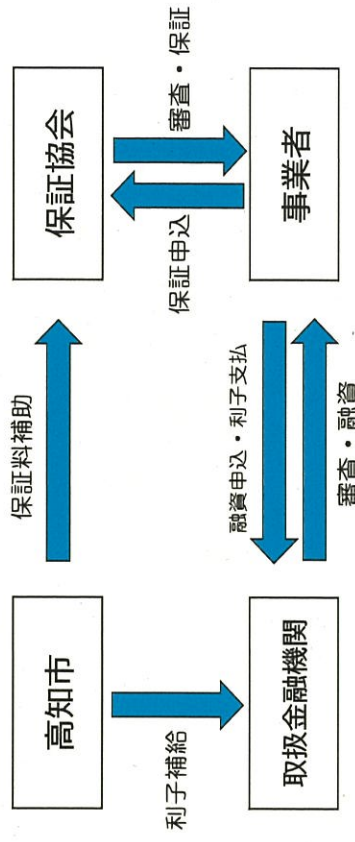 高知市
保証料補助
保証協会
利子補給
保証申込
審査・保証
取扱金融機関
融資申込・利子支払
審査・融資
事業者